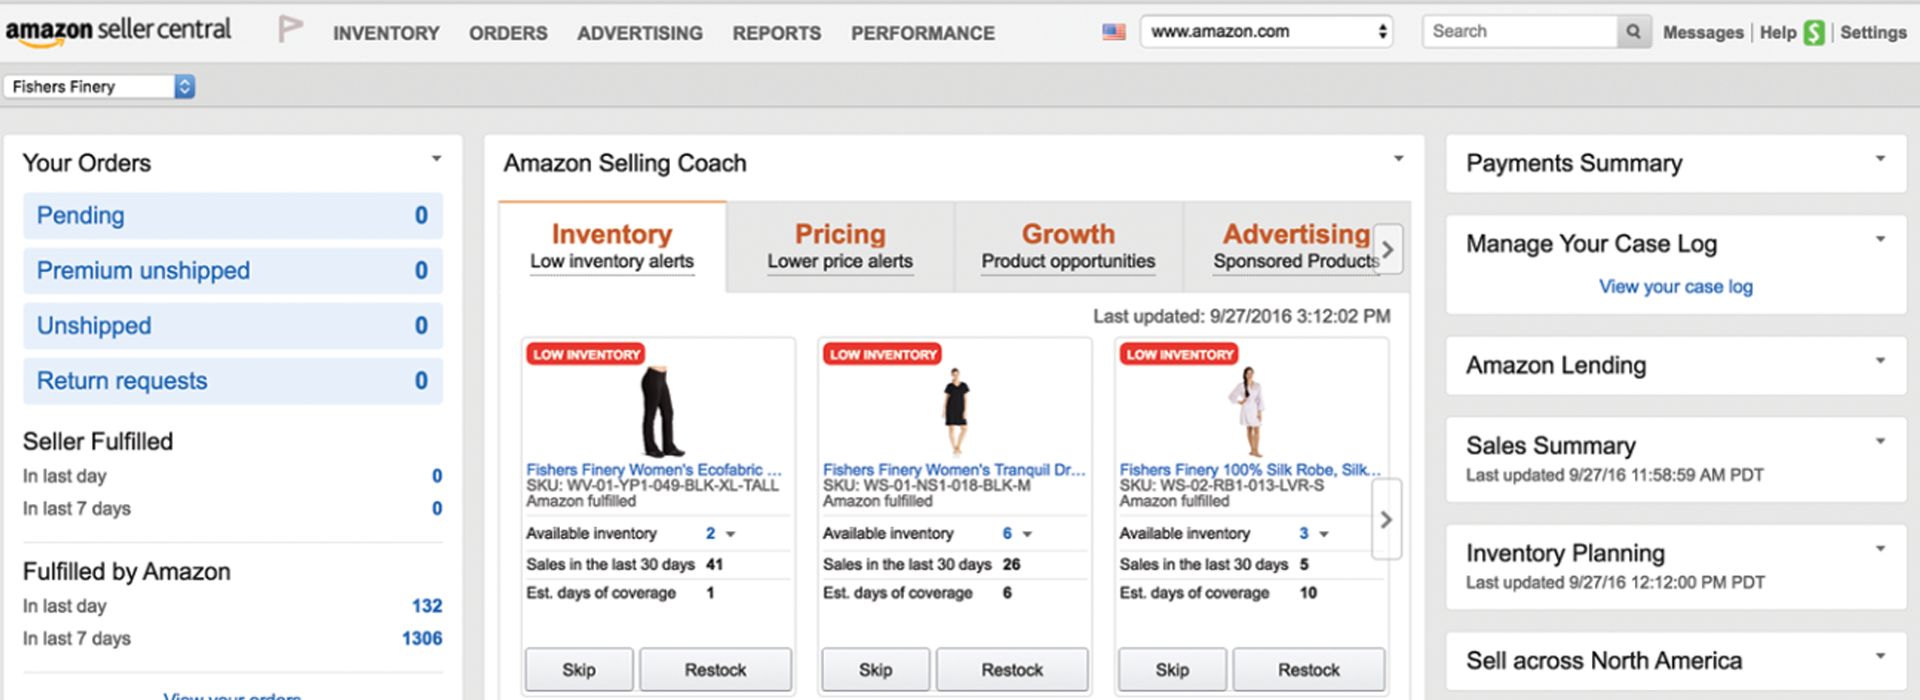 amazon seller central
INVENTORY ORDERS ADVERTISING REPORTS PERFORMANCE
www.amazon.com
Search
Messages | Help $ | Settings
Fishers Finery
Your Orders
Pending 0
Premium unshipped 0
Unshipped 0
Return requests 0
Seller Fulfilled
In last day 0
In last 7 days 0
Fulfilled by Amazon
In last day 132
In last 7 days 1306
View your orders
Amazon Selling Coach
Inventory
Low inventory alerts
Pricing
Lower price alerts
Growth
Product opportunities
Advertising
Sponsored Products
Last updated: 9/27/2016 3:12:02 PM
LOW INVENTORY
Fishers Finery Women's Ecofabric ...
SKU: WV-01-YP1-049-BLK-XL-TALL
Amazon fulfilled
Available inventory 2
Sales in the last 30 days 41
Est. days of coverage 1
Skip Restock
LOW INVENTORY
Fishers Finery Women's Tranquil Dr...
SKU: WS-01-NS1-018-BLK-M
Amazon fulfilled
Available inventory 6
Sales in the last 30 days 26
Est. days of coverage 6
Skip Restock
LOW INVENTORY
Fishers Finery 100% Silk Robe, Silk...
SKU: WS-02-RB1-013-LVR-S
Amazon fulfilled
Available inventory 3
Sales in the last 30 days 5
Est. days of coverage 10
Skip Restock
Payments Summary
Manage Your Case Log
View your case log
Amazon Lending
Sales Summary
Last updated 9/27/16 11:58:59 AM PDT
Inventory Planning
Last updated 9/27/16 12:12:00 PM PDT
Sell across North America